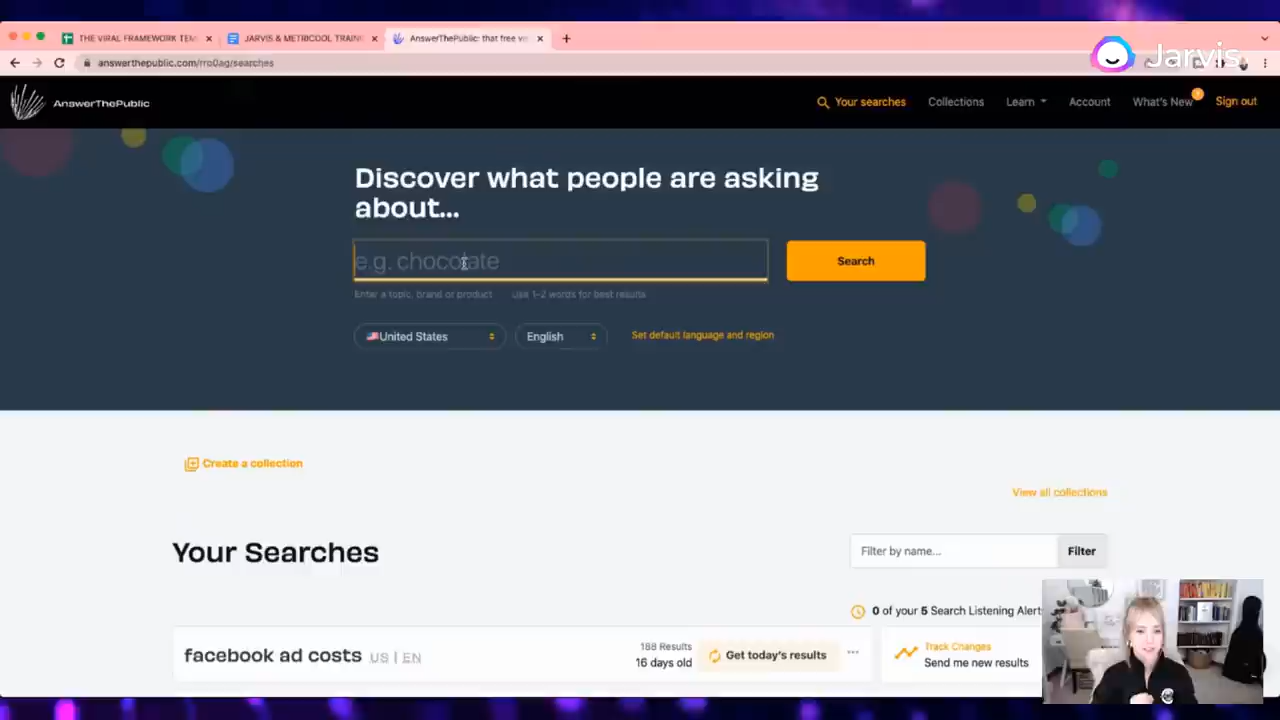 THE VIRAL FRAMEWORK TEM
JARVIS & METRICOOL TRAIN
AnswerThePublic: that free vi
answerthepublic.com/rro0ag/searches
Jarvis
AnswerThePublic
Your searches
Collections
Learn
Account
What's New
Sign out
Discover what people are asking
about...
e.g. chocolate
Search
Enter a topic, brand or product
Use 1-2 words for best results
United States
English
Set default language and region
Create a collection
View all collections
Your Searches
Filter by name...
Filter
0 of your 5 Search Listening Alert
facebook ad costs US | EN
188 Results
16 days old
Get today's results
Track Changes
Send me new results